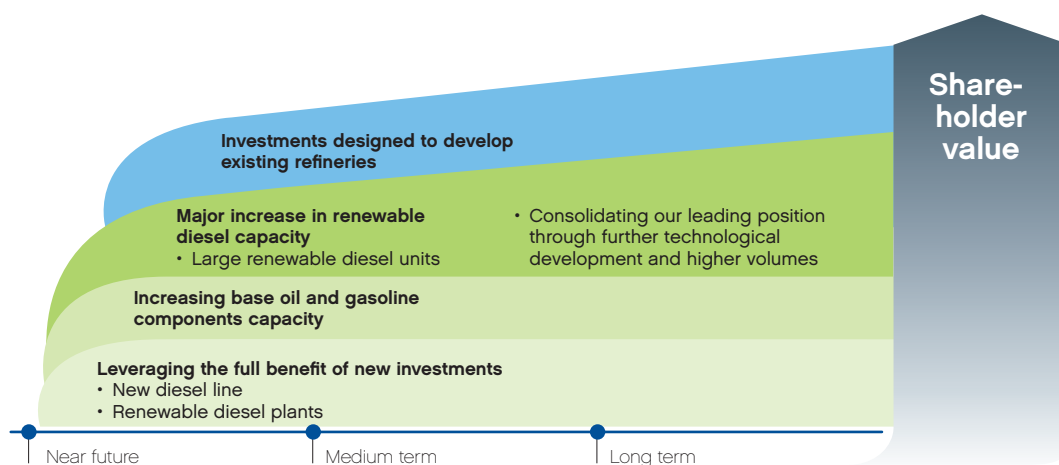 Share-
holder
value
Investments designed to develop
existing refineries
Major increase in renewable
diesel capacity
• Large renewable diesel units
• Consolidating our leading position
through further technological
development and higher volumes
Increasing base oil and gasoline
components capacity
Leveraging the full benefit of new investments
• New diesel line
• Renewable diesel plants
Near future
Medium term
Long term